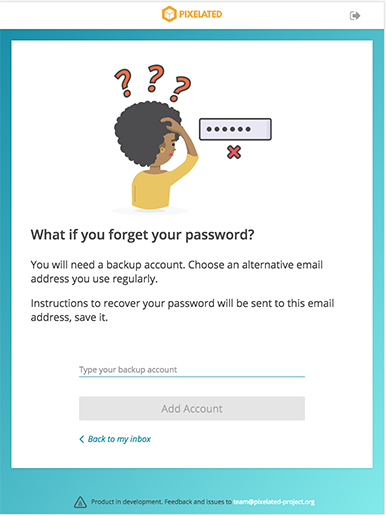 PIXELATED
? ? ?
What if you forget your password?
You will need a backup account. Choose an alternative email
address you use regularly.
Instructions to recover your password will be sent to this email
address, save it.
Type your backup account
Add Account
Back to my inbox
Product in development. Feedback and issues to team@pixelated-project.org